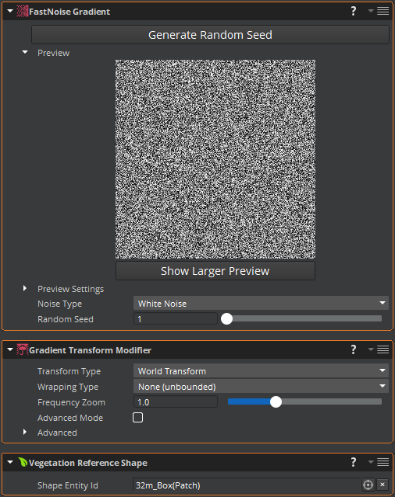 FastNoise Gradient ?
Generate Random Seed
Preview
Show Larger Preview
Preview Settings
Noise Type White Noise
Random Seed 1
Gradient Transform Modifier ?
Transform Type World Transform
Wrapping Type None (unbounded)
Frequency Zoom 1.0
Advanced Mode
Advanced
Vegetation Reference Shape ?
Shape Entity Id 32m_Box(Patch)